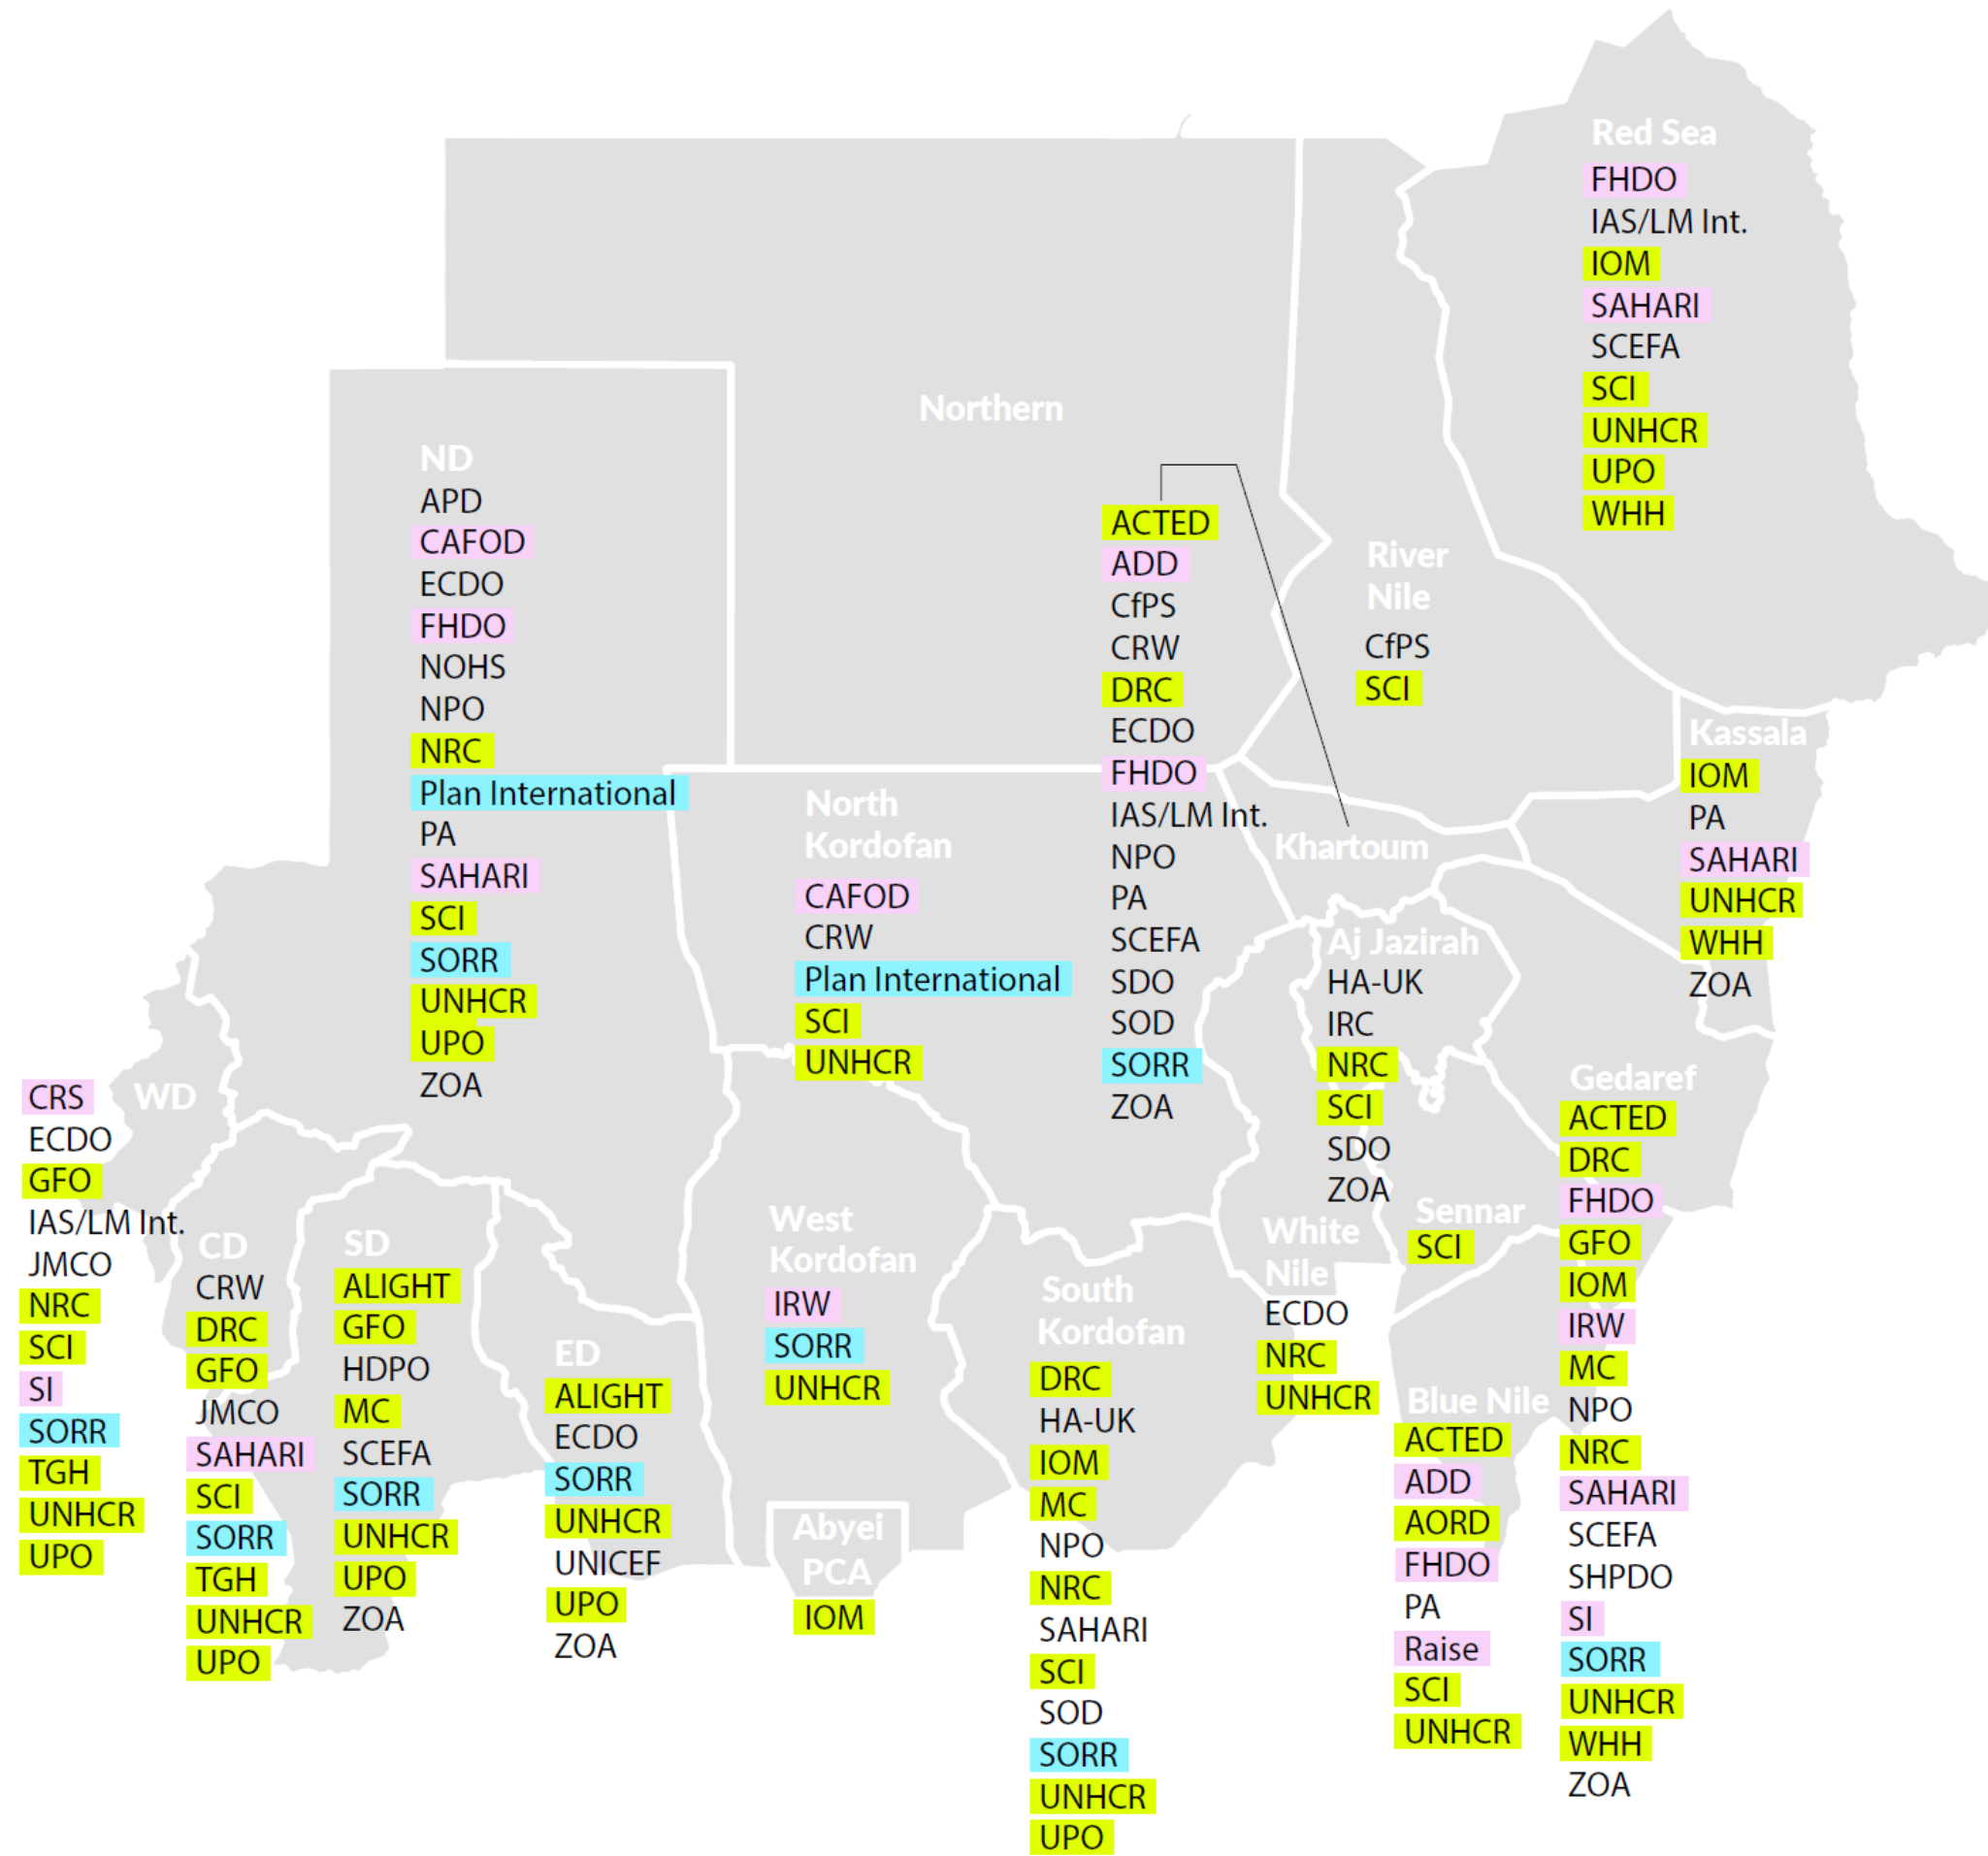 Red Sea
FHDO
IAS/LM Int.
IOM
SAHARI
SCEFA
SCI
UNHCR
UPO
WHH
Northern
ND
APD
CAFOD
ECDO
FHDO
NOHS
NPO
NRC
Plan International
PA
SAHARI
SCI
SORR
UNHCR
UPO
ZOA
ACTED
ADD
CfPS
CRW
DRC
ECDO
FHDO
IAS/LM Int.
NPO
PA
SCEFA
SDO
SOD
SORR
ZOA
River
Nile
CfPS
SCI
Kassala
IOM
PA
SAHARI
UNHCR
WHH
ZOA
North
Kordofan
CAFOD
CRW
Plan International
SCI
UNHCR
Khartoum
Aj Jazirah
HA-UK
IRC
NRC
SCI
SDO
ZOA
WD
CRS
ECDO
GFO
IAS/LM Int.
JMCO
NRC
SCI
SI
SORR
TGH
UNHCR
UPO
CD
CRW
DRC
GFO
JMCO
SAHARI
SCI
SORR
TGH
UNHCR
UPO
SD
ALIGHT
GFO
HDPO
MC
SCEFA
SORR
UNHCR
UPO
ZOA
ED
ALIGHT
ECDO
SORR
UNHCR
UNICEF
UPO
ZOA
West
Kordofan
IRW
SORR
UNHCR
Abyei
PCA
IOM
South
Kordofan
DRC
HA-UK
IOM
MC
NPO
NRC
SAHARI
SCI
SOD
SORR
UNHCR
UPO
White
Nile
ECDO
NRC
UNHCR
Sennar
SCI
Blue Nile
ACTED
ADD
AORD
FHDO
PA
Raise
SCI
UNHCR
Gedaref
ACTED
DRC
FHDO
GFO
IOM
IRW
MC
NPO
NRC
SAHARI
SCEFA
SHPDO
SI
SORR
UNHCR
WHH
ZOA